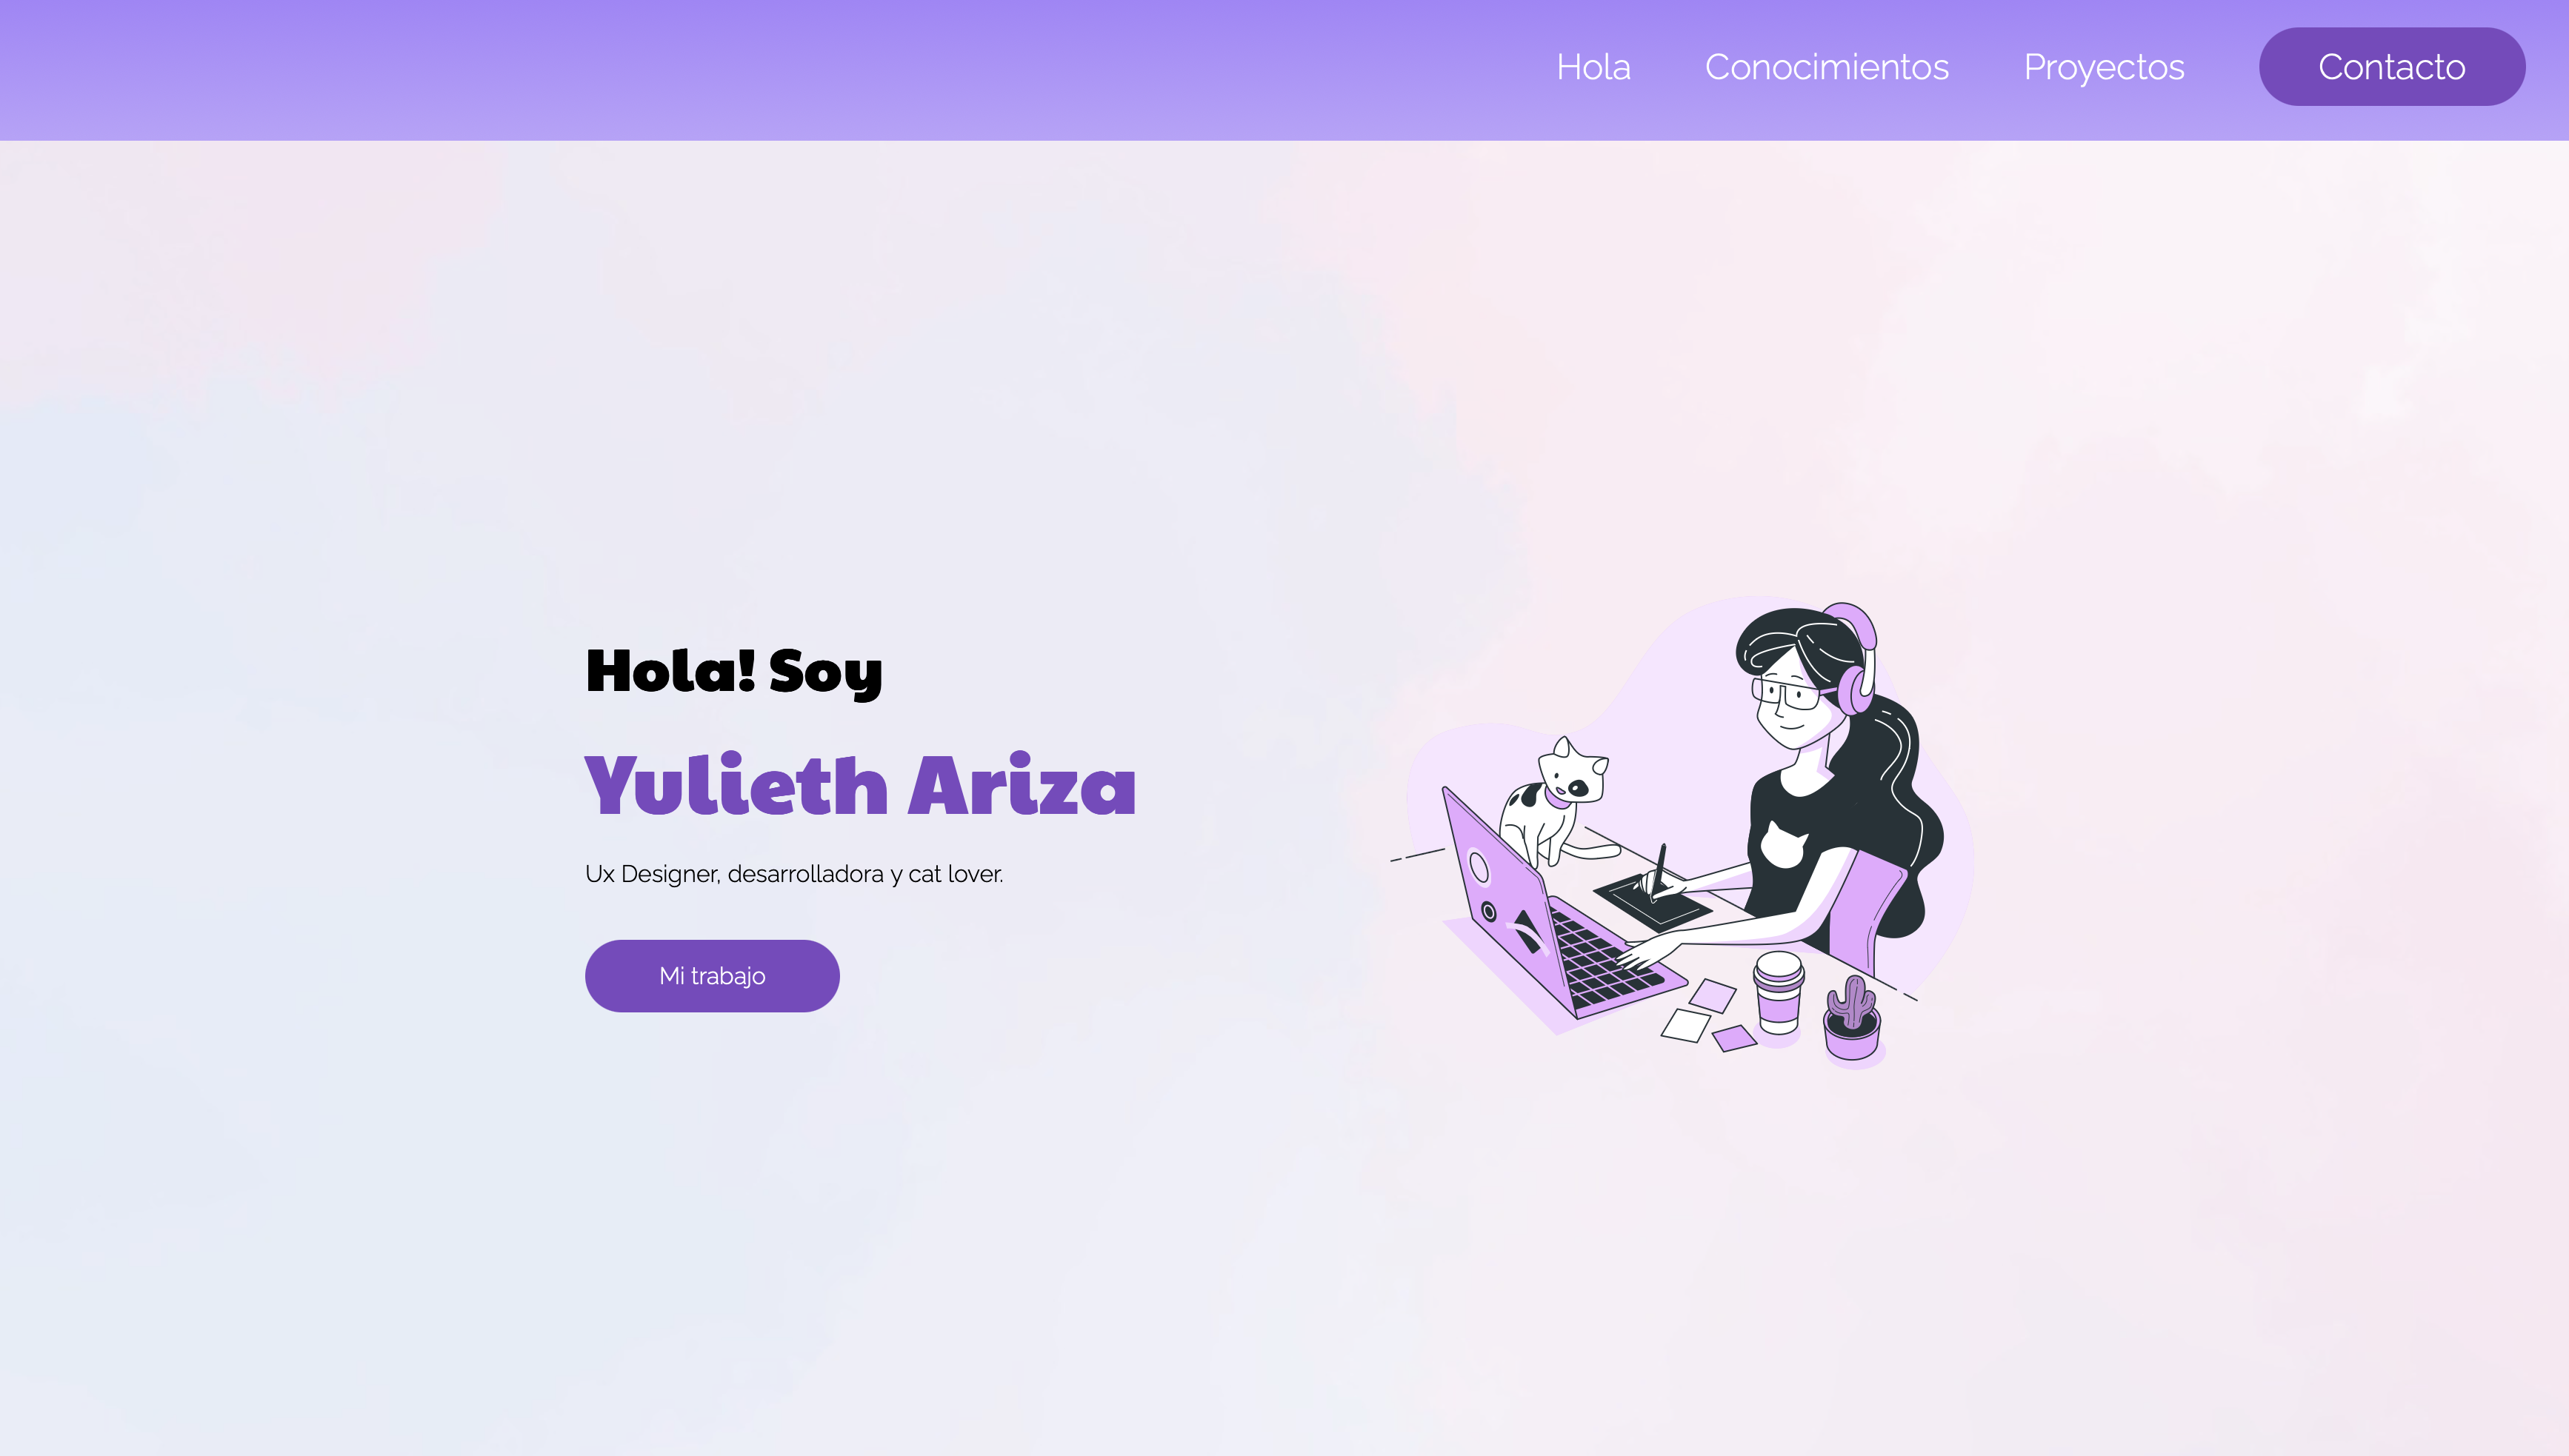 Hola
Conocimientos
Proyectos
Contacto
Hola! Soy
Yulieth Ariza
Ux Designer, desarrolladora y cat lover.
Mi trabajo